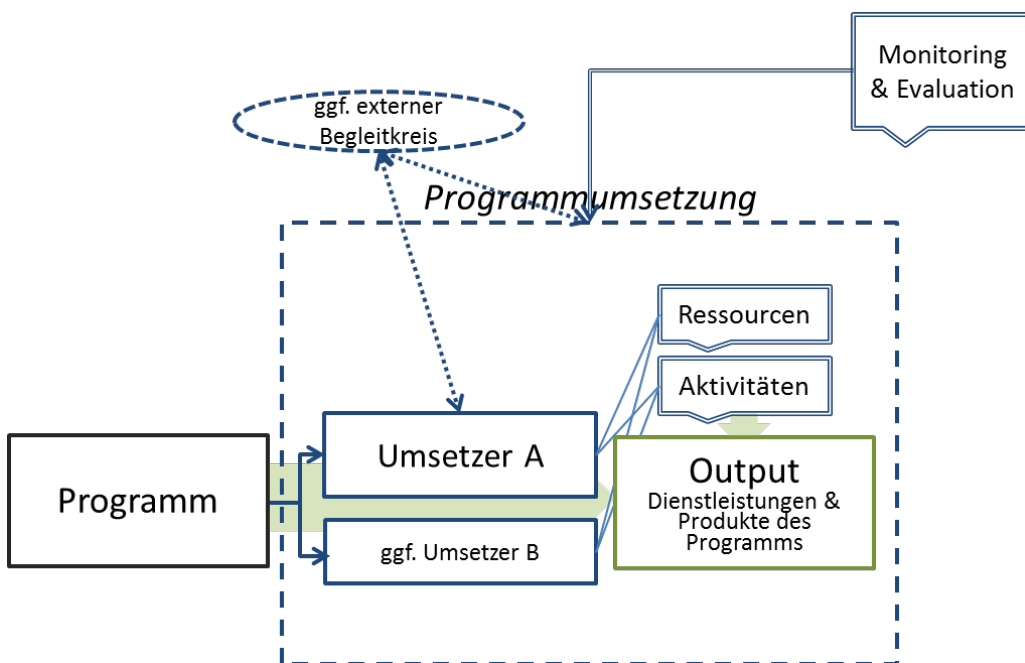 Monitoring
& Evaluation
ggf. externer
Begleitkreis
Programmumsetzung
Ressourcen
Aktivitäten
Programm
Umsetzer A
ggf. Umsetzer B
Output
Dienstleistungen &
Produkte des
Programms